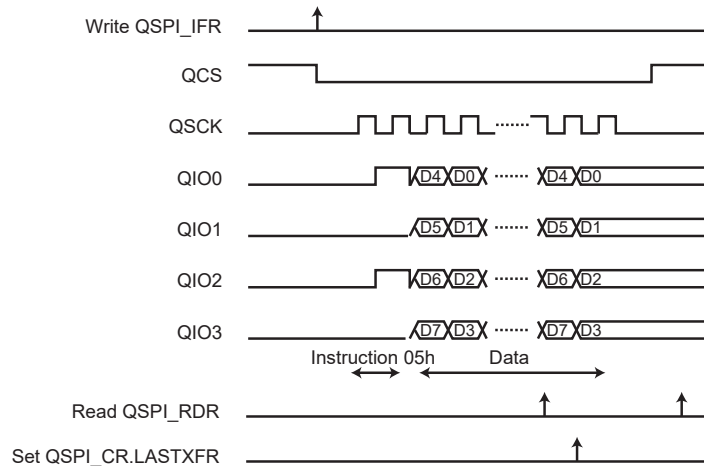 Write QSPI_IFR
QCS
QSCK
QIO0 D4 D0 D4 D0
QIO1 D5 D1 D5 D1
QIO2 D6 D2 D6 D2
QIO3 D7 D3 D7 D3
Instruction 05h Data
Read QSPI_RDR
Set QSPI_CR.LASTXFR